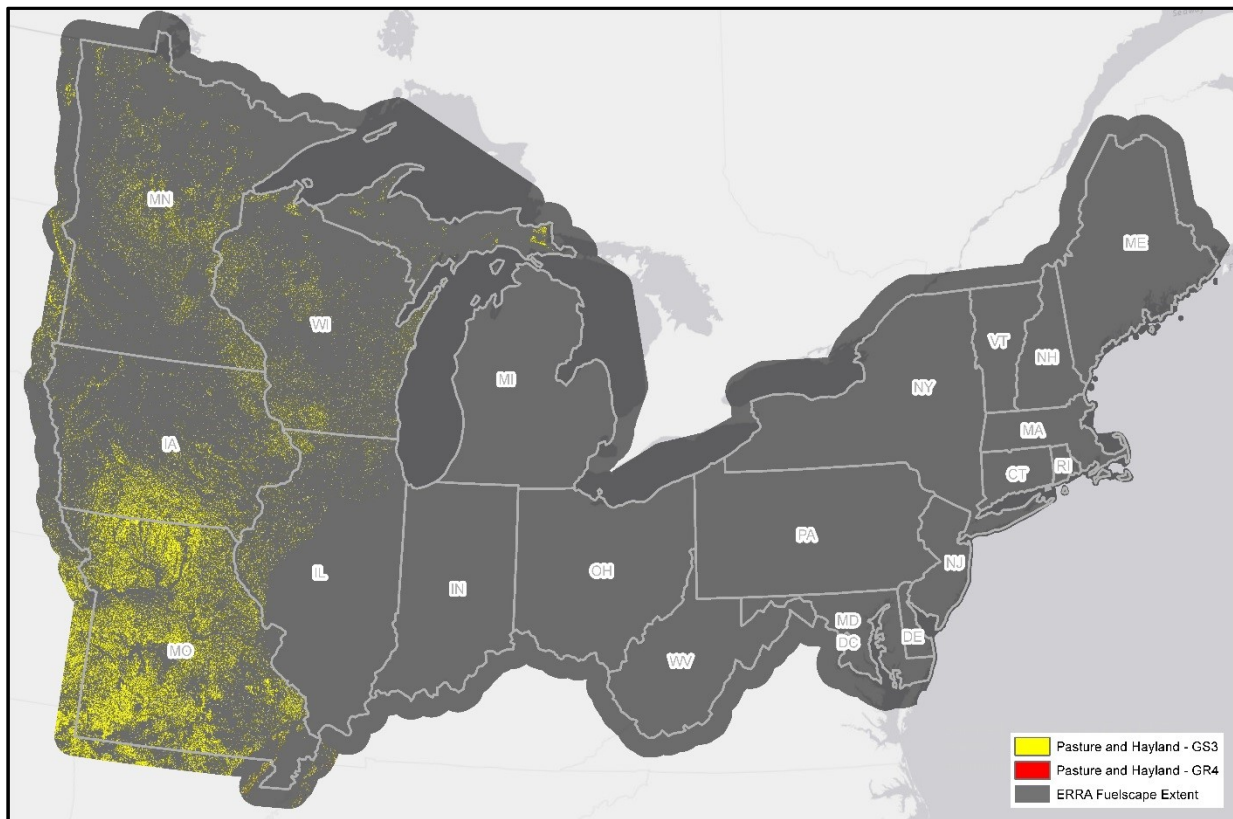 ME
MN
VT
NH
WI
NY
MI
MA
IA
CT
RI
PA
NJ
IL
IN
OH
MD
DE
DC
MO
WV
Pasture and Hayland - GS3
Pasture and Hayland - GR4
ERRA Fuelscape Extent